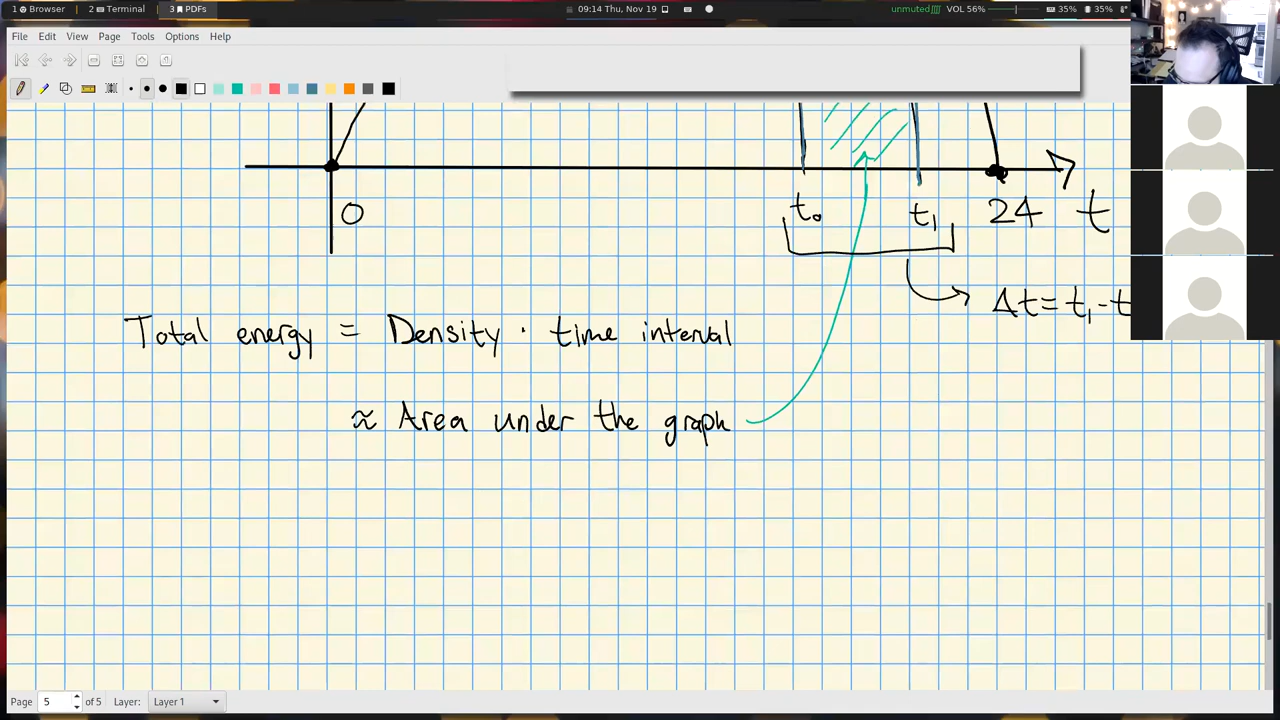 1 Browser 2 Terminal 3 PDFs 09:14 Thu, Nov 19 unmuted VOL 56% 35% 35%
File Edit View Page Tools Options Help
0 t₀ t₁ 24 t
Δt = t₁ - t
Total energy = Density · time interval
≈ Area under the graph
Page 5 of 5 Layer: Layer 1